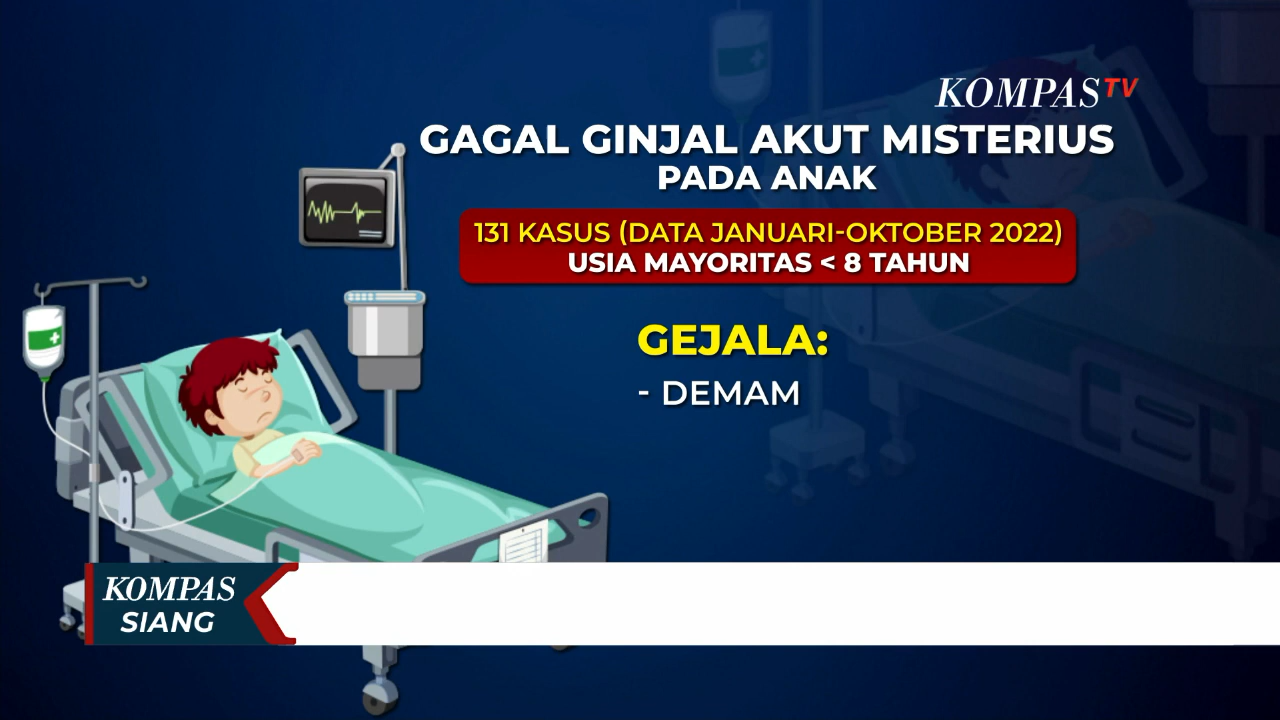 KOMPASTV
GAGAL GINJAL AKUT MISTERIUS
PADA ANAK
131 KASUS (DATA JANUARI-OKTOBER 2022)
USIA MAYORITAS < 8 TAHUN
GEJALA:
- DEMAM
KOMPAS
SIANG